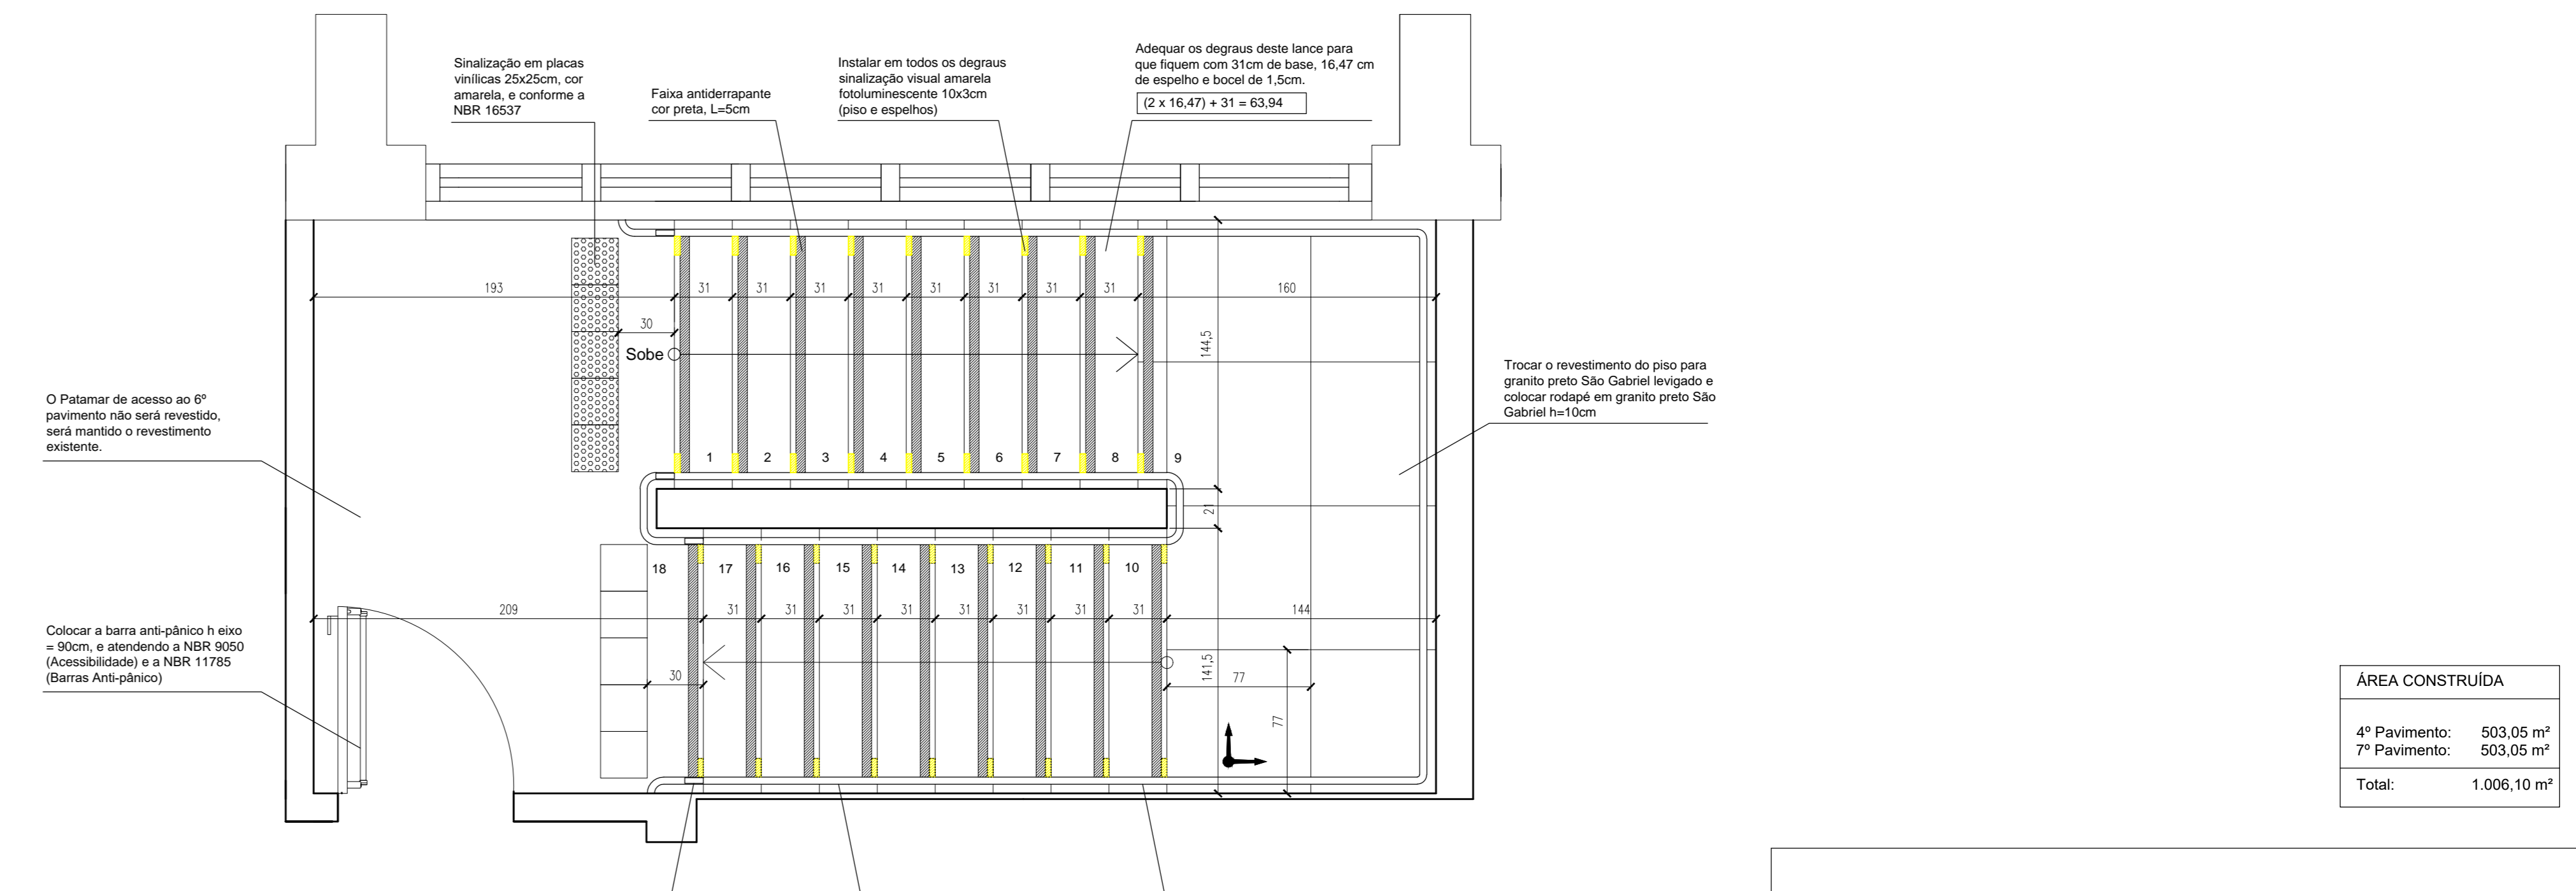 Sinalização em placas
vinílicas 25x25cm, cor
amarela, e conforme a
NBR 16537
Faixa antiderrapante
cor preta, L=5cm
Instalar em todos os degraus
sinalização visual amarela
fotoluminescente 10x3cm
(piso e espelhos)
Adequar os degraus deste lance para
que fiquem com 31cm de base, 16,47 cm
de espelho e bocel de 1,5cm.
(2 x 16,47) + 31 = 63,94
193
31
31
31
31
31
31
31
31
160
30
Sobe
144,5
O Patamar de acesso ao 6º
pavimento não será revestido,
será mantido o revestimento
existente.
Trocar o revestimento do piso para
granito preto São Gabriel levigado e
colocar rodapé em granito preto São
Gabriel h=10cm
1
2
3
4
5
6
7
8
9
21
18
17
16
15
14
13
12
11
10
209
31
31
31
31
31
31
31
31
144
Colocar a barra anti-pânico h eixo
= 90cm, e atendendo a NBR 9050
(Acessibilidade) e a NBR 11785
(Barras Anti-pânico)
30
141,5
77
77
ÁREA CONSTRUÍDA
4º Pavimento: 503,05 m²
7º Pavimento: 503,05 m²
Total: 1.006,10 m²